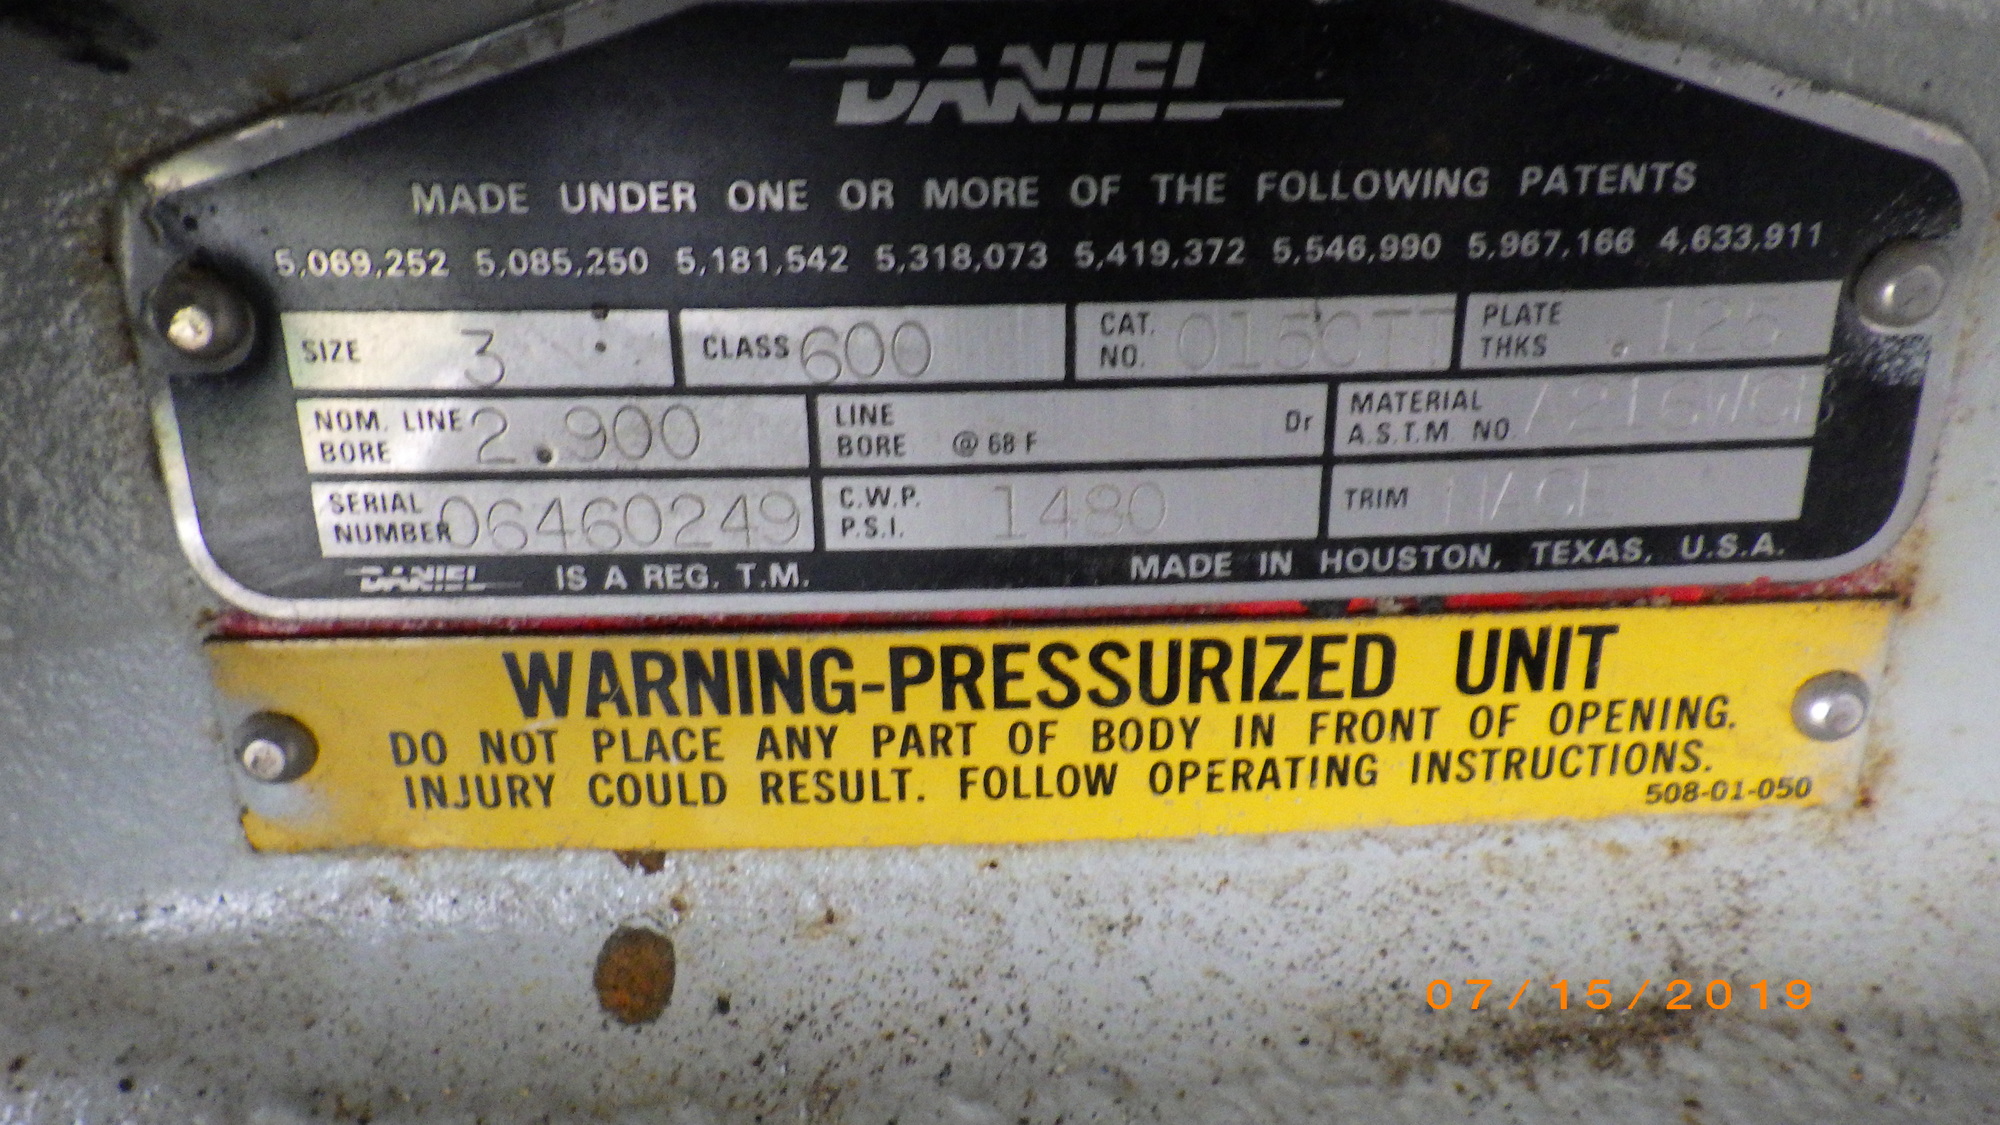 DANIEL
MADE UNDER ONE OR MORE OF THE FOLLOWING PATENTS
5,069,252 5,085,250 5,181,542 5,318,073 5,419,372 5,546,990 5,967,166 4,633,911
SIZE 3 CLASS 600 CAT. NO. 015CTT PLATE THKS .125
NOM. LINE BORE 2.900 LINE BORE @ 68 F Dr MATERIAL A.S.T.M NO. A216WCB
SERIAL NUMBER 06460249 C.W.P. P.S.I. 1480 TRIM NACE
DANIEL IS A REG. T.M. MADE IN HOUSTON, TEXAS, U.S.A.
WARNING-PRESSURIZED UNIT
DO NOT PLACE ANY PART OF BODY IN FRONT OF OPENING.
INJURY COULD RESULT. FOLLOW OPERATING INSTRUCTIONS.
508-01-050
07/15/2019